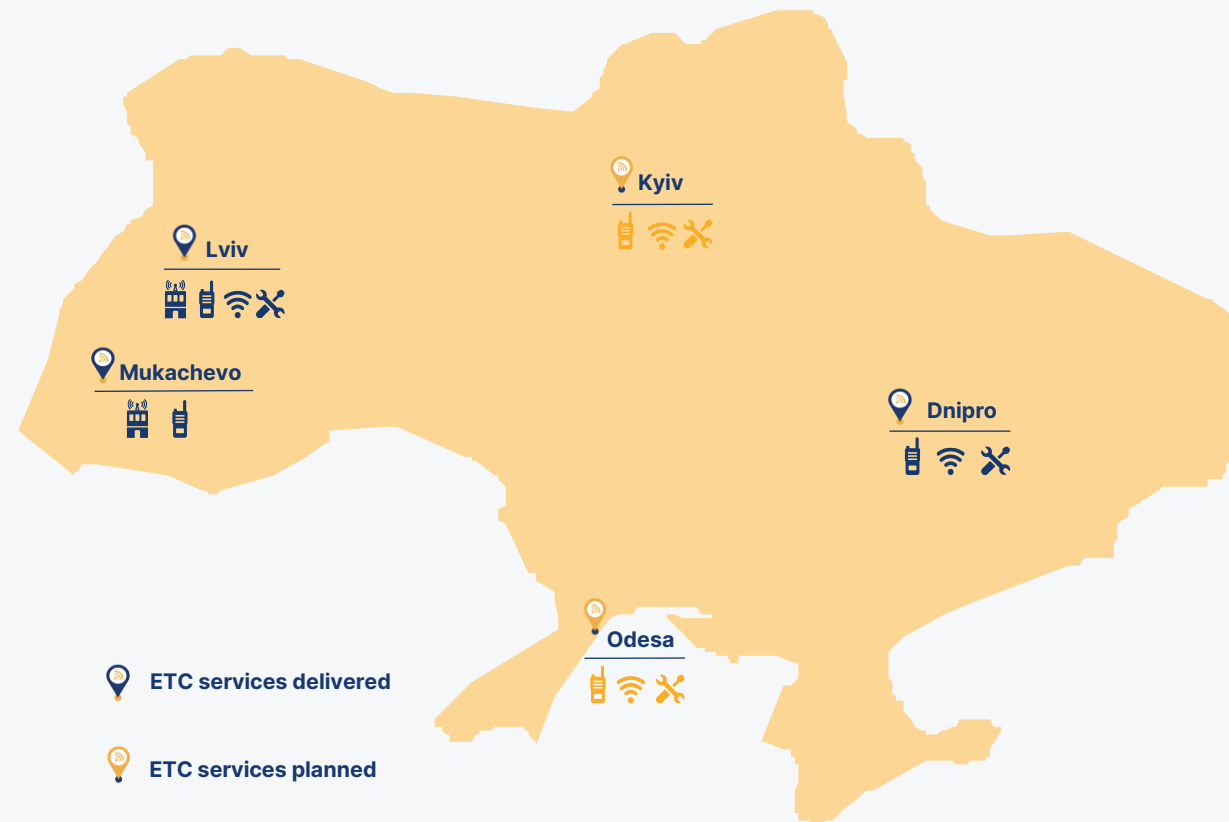 Kyiv
Lviv
Mukachevo
Dnipro
Odesa
ETC services delivered
ETC services planned